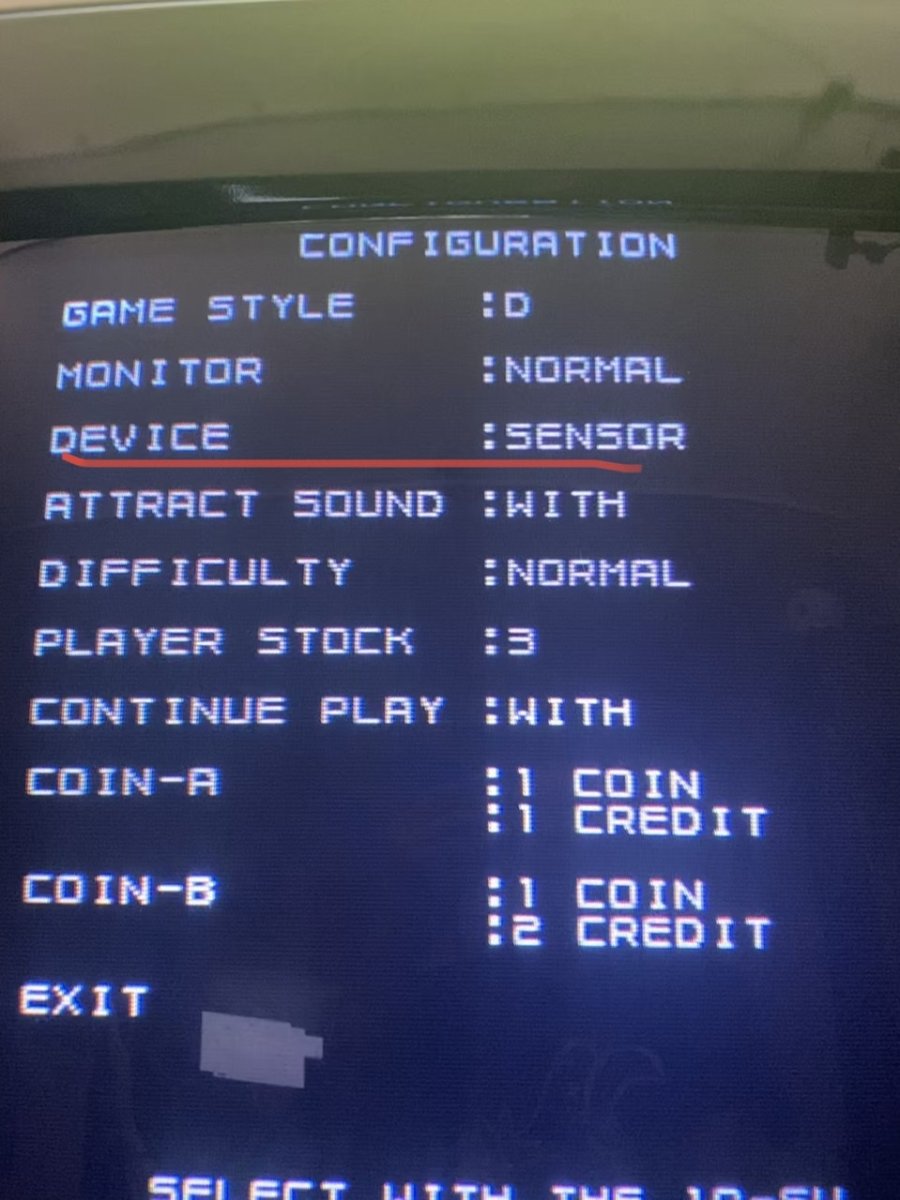 CONFIGURATION
GAME STYLE :D
MONITOR :NORMAL
DEVICE :SENSOR
ATTRACT SOUND :WITH
DIFFICULTY :NORMAL
PLAYER STOCK :3
CONTINUE PLAY :WITH
COIN-A :1 COIN
:1 CREDIT
COIN-B :1 COIN
:2 CREDIT
EXIT
SELECT WITH THE